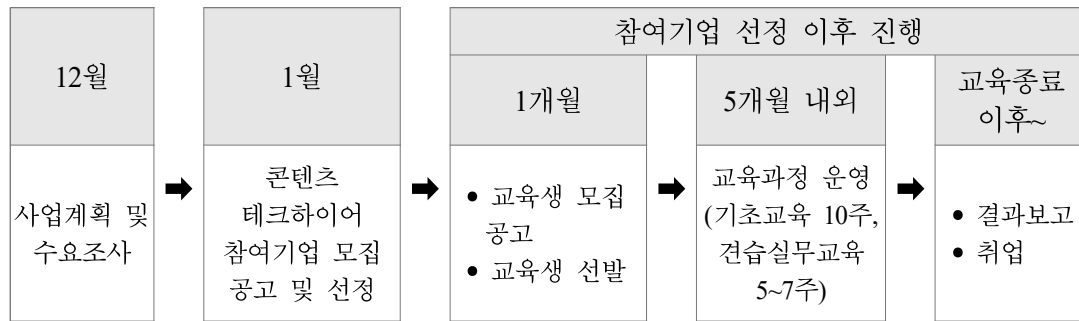 12월
사업계획 및
수요조사
1월
콘텐츠
테크하이어
참여기업 모집
공고 및 선정
참여기업 선정 이후 진행
1개월
• 교육생 모집
공고
• 교육생 선발
5개월 내외
교육과정 운영
(기초교육 10주,
견습실무교육
5~7주)
교육종료
이후~
• 결과보고
• 취업